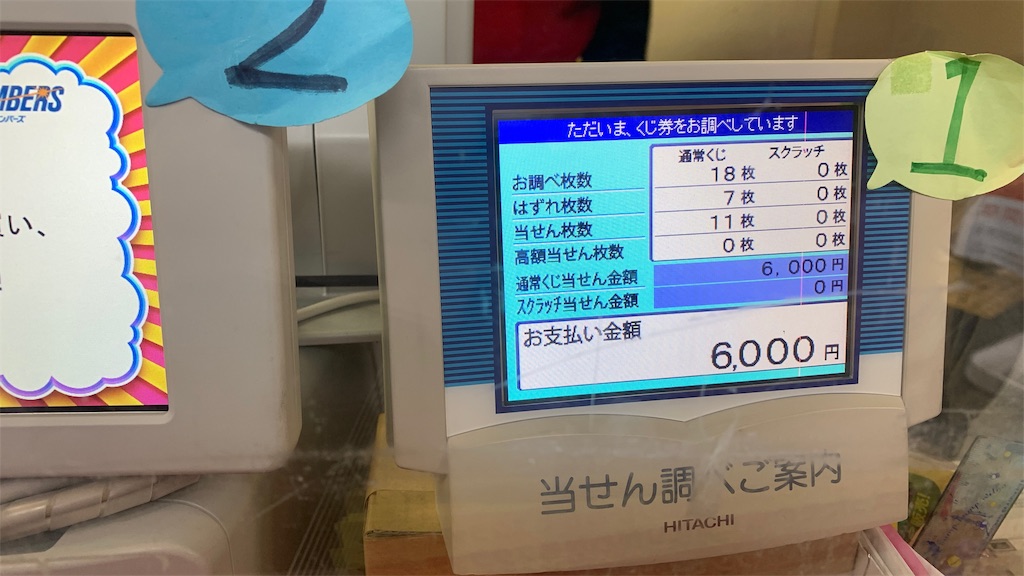 2
MBERS
ンバーズ
い、
1
ただいま、くじ券をお調べしています
通常くじ スクラッチ
お調べ枚数 18枚 0枚
はずれ枚数 7枚 0枚
当せん枚数 11枚 0枚
高額当せん枚数 0枚 0枚
通常くじ当せん金額 6,000円
スクラッチ当せん金額 0円
お支払い金額
6,000円
当せん調べご案内
HITACHI